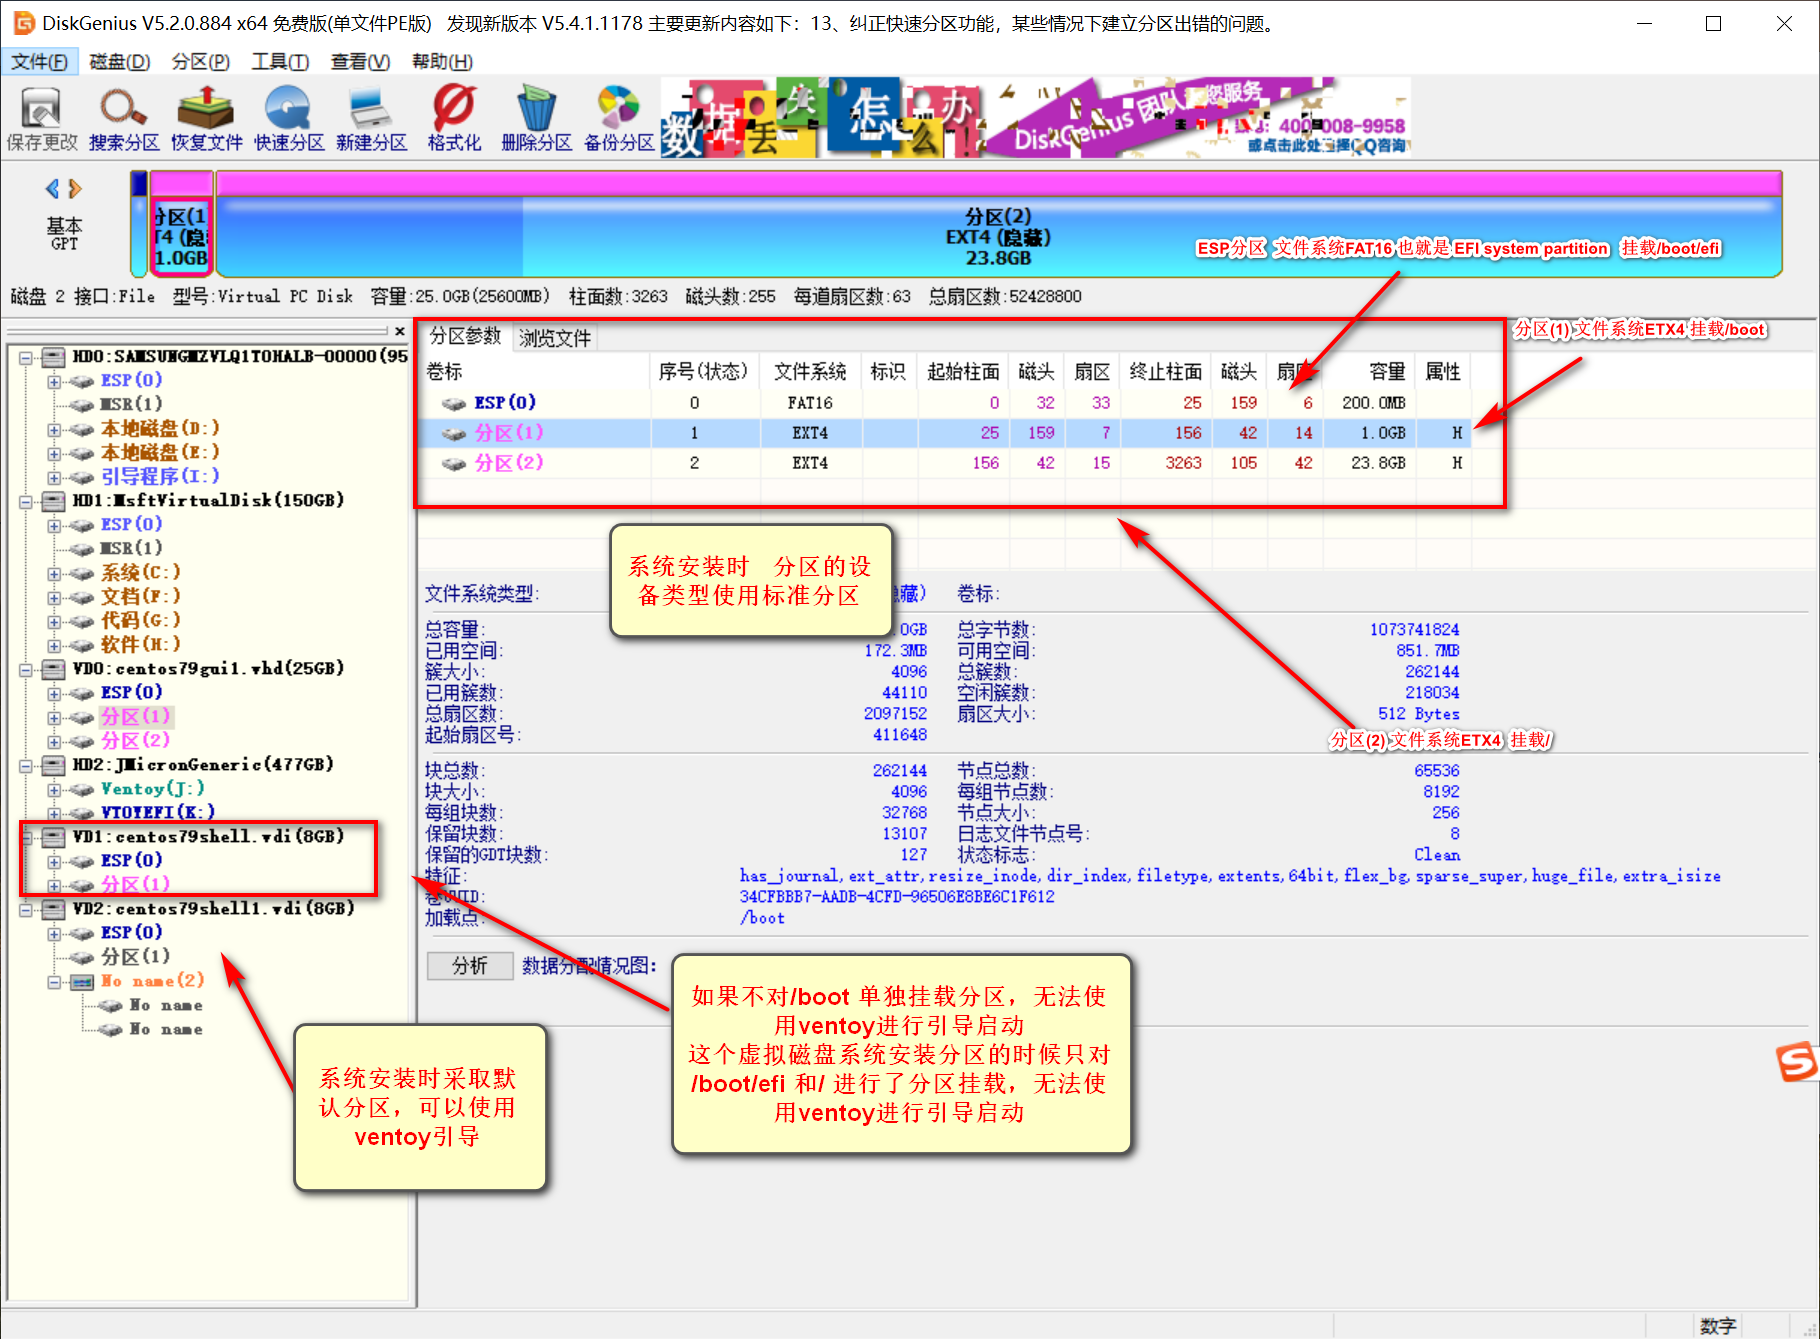 DiskGenius V5.2.0.884 x64 免费版(单文件PE版)   发现新版本 V5.4.1.1178 主要更新内容如下：13、纠正快速分区功能，某些情况下建立分区出错的问题。
文件(F) 磁盘(D) 分区(P) 工具(T) 查看(V) 帮助(H)
保存更改 搜索分区 恢复文件 快速分区 新建分区 格式化 删除分区 备份分区
数据丢失怎么办! DiskGenius 团队 您服务
400-008-9958
或点击此处选择QQ咨询
基本
GPT
分区(1
T4 (隐
1.0GB
分区(2)
EXT4 (隐藏)
23.8GB
ESP分区 文件系统FAT16 也就是 EFI system partition 挂载/boot/efi
磁盘 2 接口:File 型号:Virtual PC Disk 容量:25.0GB(25600MB) 柱面数:3263 磁头数:255 每道扇区数:63 总扇区数:52428800
分区(1) 文件系统ETX4 挂载/boot
HD0:SAMSUNGMZVLQ1T0HALB-00000(95
ESP(0)
MSR(1)
本地磁盘(D:)
本地磁盘(E:)
引导程序(I:)
HD1:MsftVirtualDisk(150GB)
ESP(0)
MSR(1)
系统(C:)
文档(F:)
代码(G:)
软件(H:)
VD0:centos79gui1.vhd(25GB)
ESP(0)
分区(1)
分区(2)
HD2:JMicronGeneric(477GB)
Ventoy(J:)
VTOYEFI(K:)
VD1:centos79shell.vdi(8GB)
ESP(0)
分区(1)
VD2:centos79shell1.vdi(8GB)
ESP(0)
分区(1)
No name(2)
No name
No name
分区参数 浏览文件
卷标 序号(状态) 文件系统 标识 起始柱面 磁头 扇区 终止柱面 磁头 扇区 容量 属性
ESP(0) 0 FAT16 0 32 33 25 159 6 200.0MB
分区(1) 1 EXT4 25 159 7 156 42 14 1.0GB H
分区(2) 2 EXT4 156 42 15 3263 105 42 23.8GB H
系统安装时 分区的设
备类型使用标准分区
文件系统类型: 藏) 卷标:
总容量: .0GB 总字节数: 1073741824
已用空间: 172.3MB 可用空间: 851.7MB
簇大小: 4096 总簇数: 262144
已用簇数: 44110 空闲簇数: 218034
总扇区数: 2097152 扇区大小: 512 Bytes
起始扇区号: 411648
分区(2) 文件系统ETX4 挂载/
块总数: 262144 节点总数: 65536
块大小: 4096 每组节点数: 8192
每组块数: 32768 节点大小: 256
保留块数: 13107 日志文件节点号: 8
保留的GDT块数: 127 状态标志: Clean
特征: has_journal,ext_attr,resize_inode,dir_index,filetype,extents,64bit,flex_bg,sparse_super,huge_file,extra_isize
卷UUID: 34CFBBB7-AADB-4CFD-96506E8BE6C1F612
加载点: /boot
分析 数据分配情况图:
如果不对/boot 单独挂载分区，无法使
用ventoy进行引导启动
这个虚拟磁盘系统安装分区的时候只对
/boot/efi 和/ 进行了分区挂载，无法使
用ventoy进行引导启动
系统安装时采取默
认分区，可以使用
ventoy引导
数字